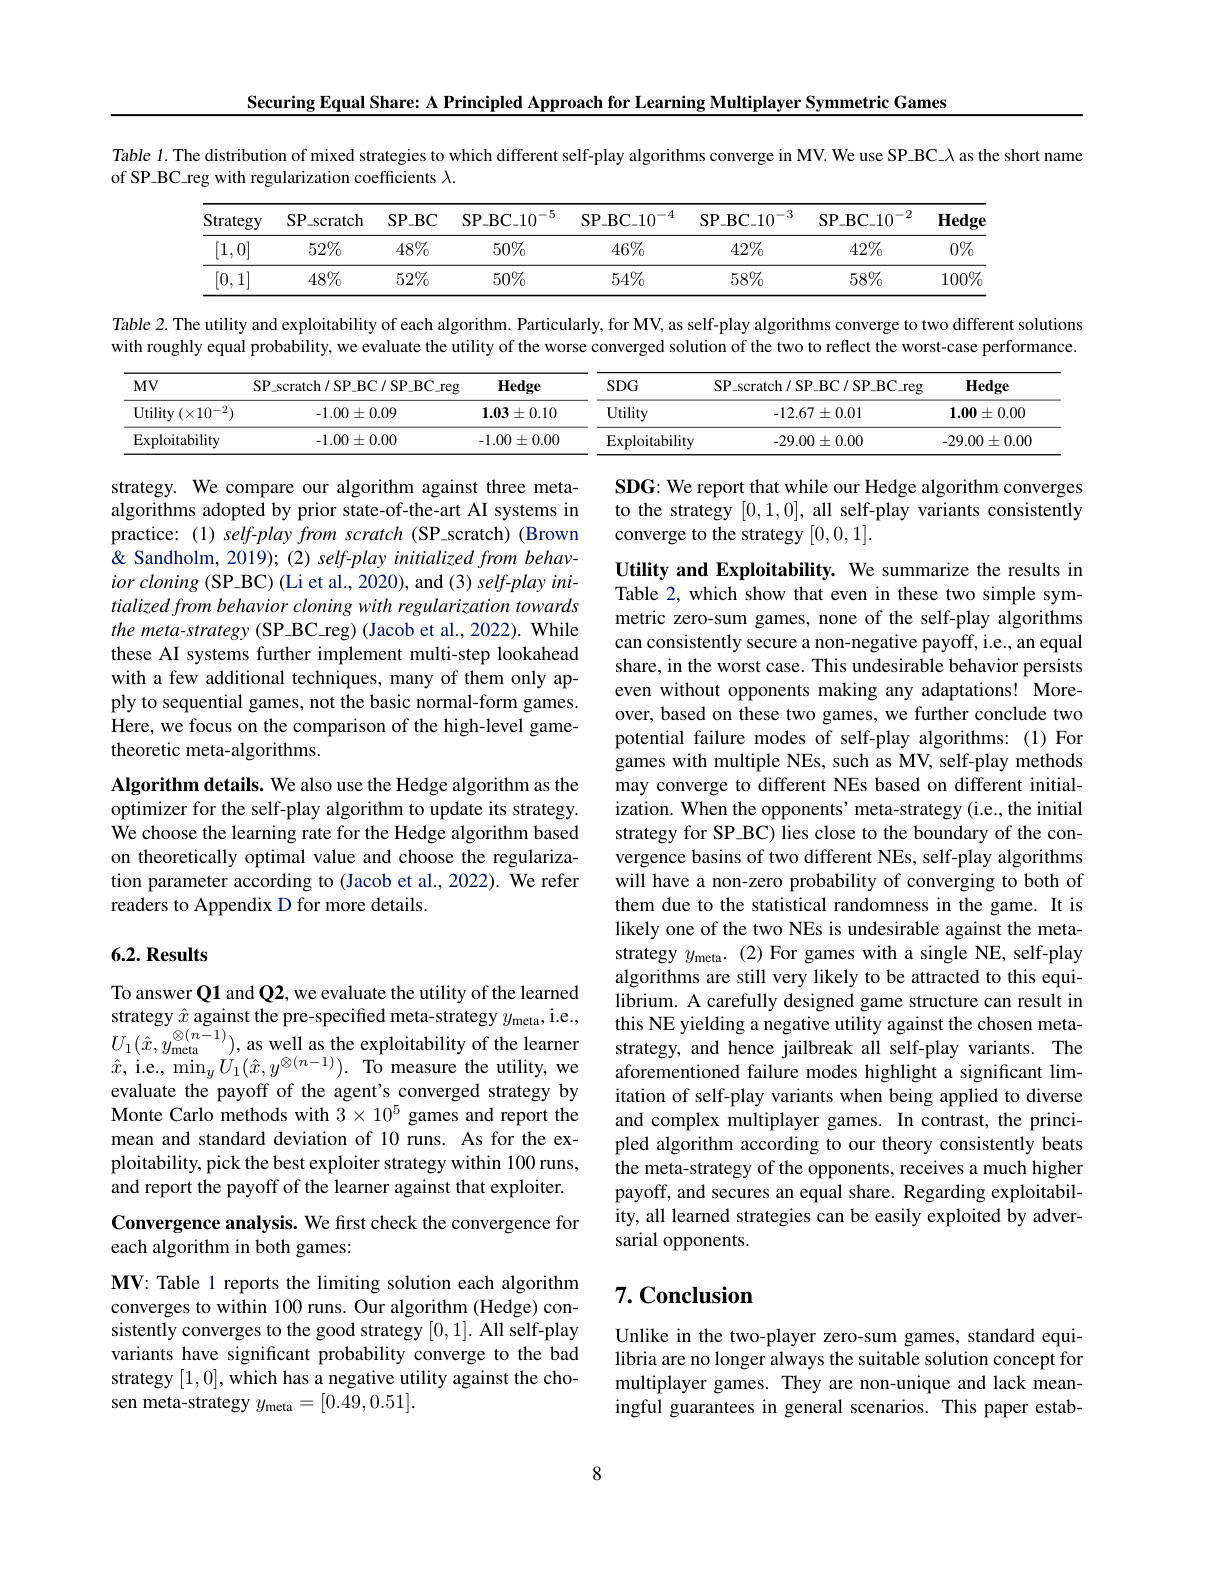 Securing Equal Share: A Principled Approach for Learning Multiplayer Symmetric Games
Table 1. The distribution of mixed strategies to which different self-play algorithms converge in MV. We use SP_BC_λ as the short name
of SP_BC_reg with regularization coefficients λ.
Strategy SP_scratch SP_BC SP_BC_10⁻⁵ SP_BC_10⁻⁴ SP_BC_10⁻³ SP_BC_10⁻² Hedge
[1, 0] 52% 48% 50% 46% 42% 42% 0%
[0, 1] 48% 52% 50% 54% 58% 58% 100%
Table 2. The utility and exploitability of each algorithm. Particularly, for MV, as self-play algorithms converge to two different solutions
with roughly equal probability, we evaluate the utility of the worse converged solution of the two to reflect the worst-case performance.
MV SP_scratch / SP_BC / SP_BC_reg Hedge
Utility (×10⁻²) -1.00 ± 0.09 1.03 ± 0.10
Exploitability -1.00 ± 0.00 -1.00 ± 0.00
SDG SP_scratch / SP_BC / SP_BC_reg Hedge
Utility -12.67 ± 0.01 1.00 ± 0.00
Exploitability -29.00 ± 0.00 -29.00 ± 0.00
strategy. We compare our algorithm against three meta-
algorithms adopted by prior state-of-the-art AI systems in
practice: (1) self-play from scratch (SP_scratch) (Brown
& Sandholm, 2019); (2) self-play initialized from behav-
ior cloning (SP_BC) (Li et al., 2020), and (3) self-play ini-
tialized from behavior cloning with regularization towards
the meta-strategy (SP_BC_reg) (Jacob et al., 2022). While
these AI systems further implement multi-step lookahead
with a few additional techniques, many of them only ap-
ply to sequential games, not the basic normal-form games.
Here, we focus on the comparison of the high-level game-
theoretic meta-algorithms.
Algorithm details. We also use the Hedge algorithm as the
optimizer for the self-play algorithm to update its strategy.
We choose the learning rate for the Hedge algorithm based
on theoretically optimal value and choose the regulariza-
tion parameter according to (Jacob et al., 2022). We refer
readers to Appendix D for more details.
6.2. Results
To answer Q1 and Q2, we evaluate the utility of the learned
strategy x̂ against the pre-specified meta-strategy y_meta, i.e.,
U₁(x̂, y_meta^⊗(n−1)), as well as the exploitability of the learner
x̂, i.e., min_y U₁(x̂, y^⊗(n−1)). To measure the utility, we
evaluate the payoff of the agent's converged strategy by
Monte Carlo methods with 3 × 10⁵ games and report the
mean and standard deviation of 10 runs. As for the ex-
ploitability, pick the best exploiter strategy within 100 runs,
and report the payoff of the learner against that exploiter.
Convergence analysis. We first check the convergence for
each algorithm in both games:
MV: Table 1 reports the limiting solution each algorithm
converges to within 100 runs. Our algorithm (Hedge) con-
sistently converges to the good strategy [0, 1]. All self-play
variants have significant probability converge to the bad
strategy [1, 0], which has a negative utility against the cho-
sen meta-strategy y_meta = [0.49, 0.51].
SDG: We report that while our Hedge algorithm converges
to the strategy [0, 1, 0], all self-play variants consistently
converge to the strategy [0, 0, 1].
Utility and Exploitability. We summarize the results in
Table 2, which show that even in these two simple sym-
metric zero-sum games, none of the self-play algorithms
can consistently secure a non-negative payoff, i.e., an equal
share, in the worst case. This undesirable behavior persists
even without opponents making any adaptations! More-
over, based on these two games, we further conclude two
potential failure modes of self-play algorithms: (1) For
games with multiple NEs, such as MV, self-play methods
may converge to different NEs based on different initial-
ization. When the opponents' meta-strategy (i.e., the initial
strategy for SP_BC) lies close to the boundary of the con-
vergence basins of two different NEs, self-play algorithms
will have a non-zero probability of converging to both of
them due to the statistical randomness in the game. It is
likely one of the two NEs is undesirable against the meta-
strategy y_meta. (2) For games with a single NE, self-play
algorithms are still very likely to be attracted to this equi-
librium. A carefully designed game structure can result in
this NE yielding a negative utility against the chosen meta-
strategy, and hence jailbreak all self-play variants. The
aforementioned failure modes highlight a significant lim-
itation of self-play variants when being applied to diverse
and complex multiplayer games. In contrast, the princi-
pled algorithm according to our theory consistently beats
the meta-strategy of the opponents, receives a much higher
payoff, and secures an equal share. Regarding exploitabil-
ity, all learned strategies can be easily exploited by adver-
sarial opponents.
7. Conclusion
Unlike in the two-player zero-sum games, standard equi-
libria are no longer always the suitable solution concept for
multiplayer games. They are non-unique and lack mean-
ingful guarantees in general scenarios. This paper estab-
8